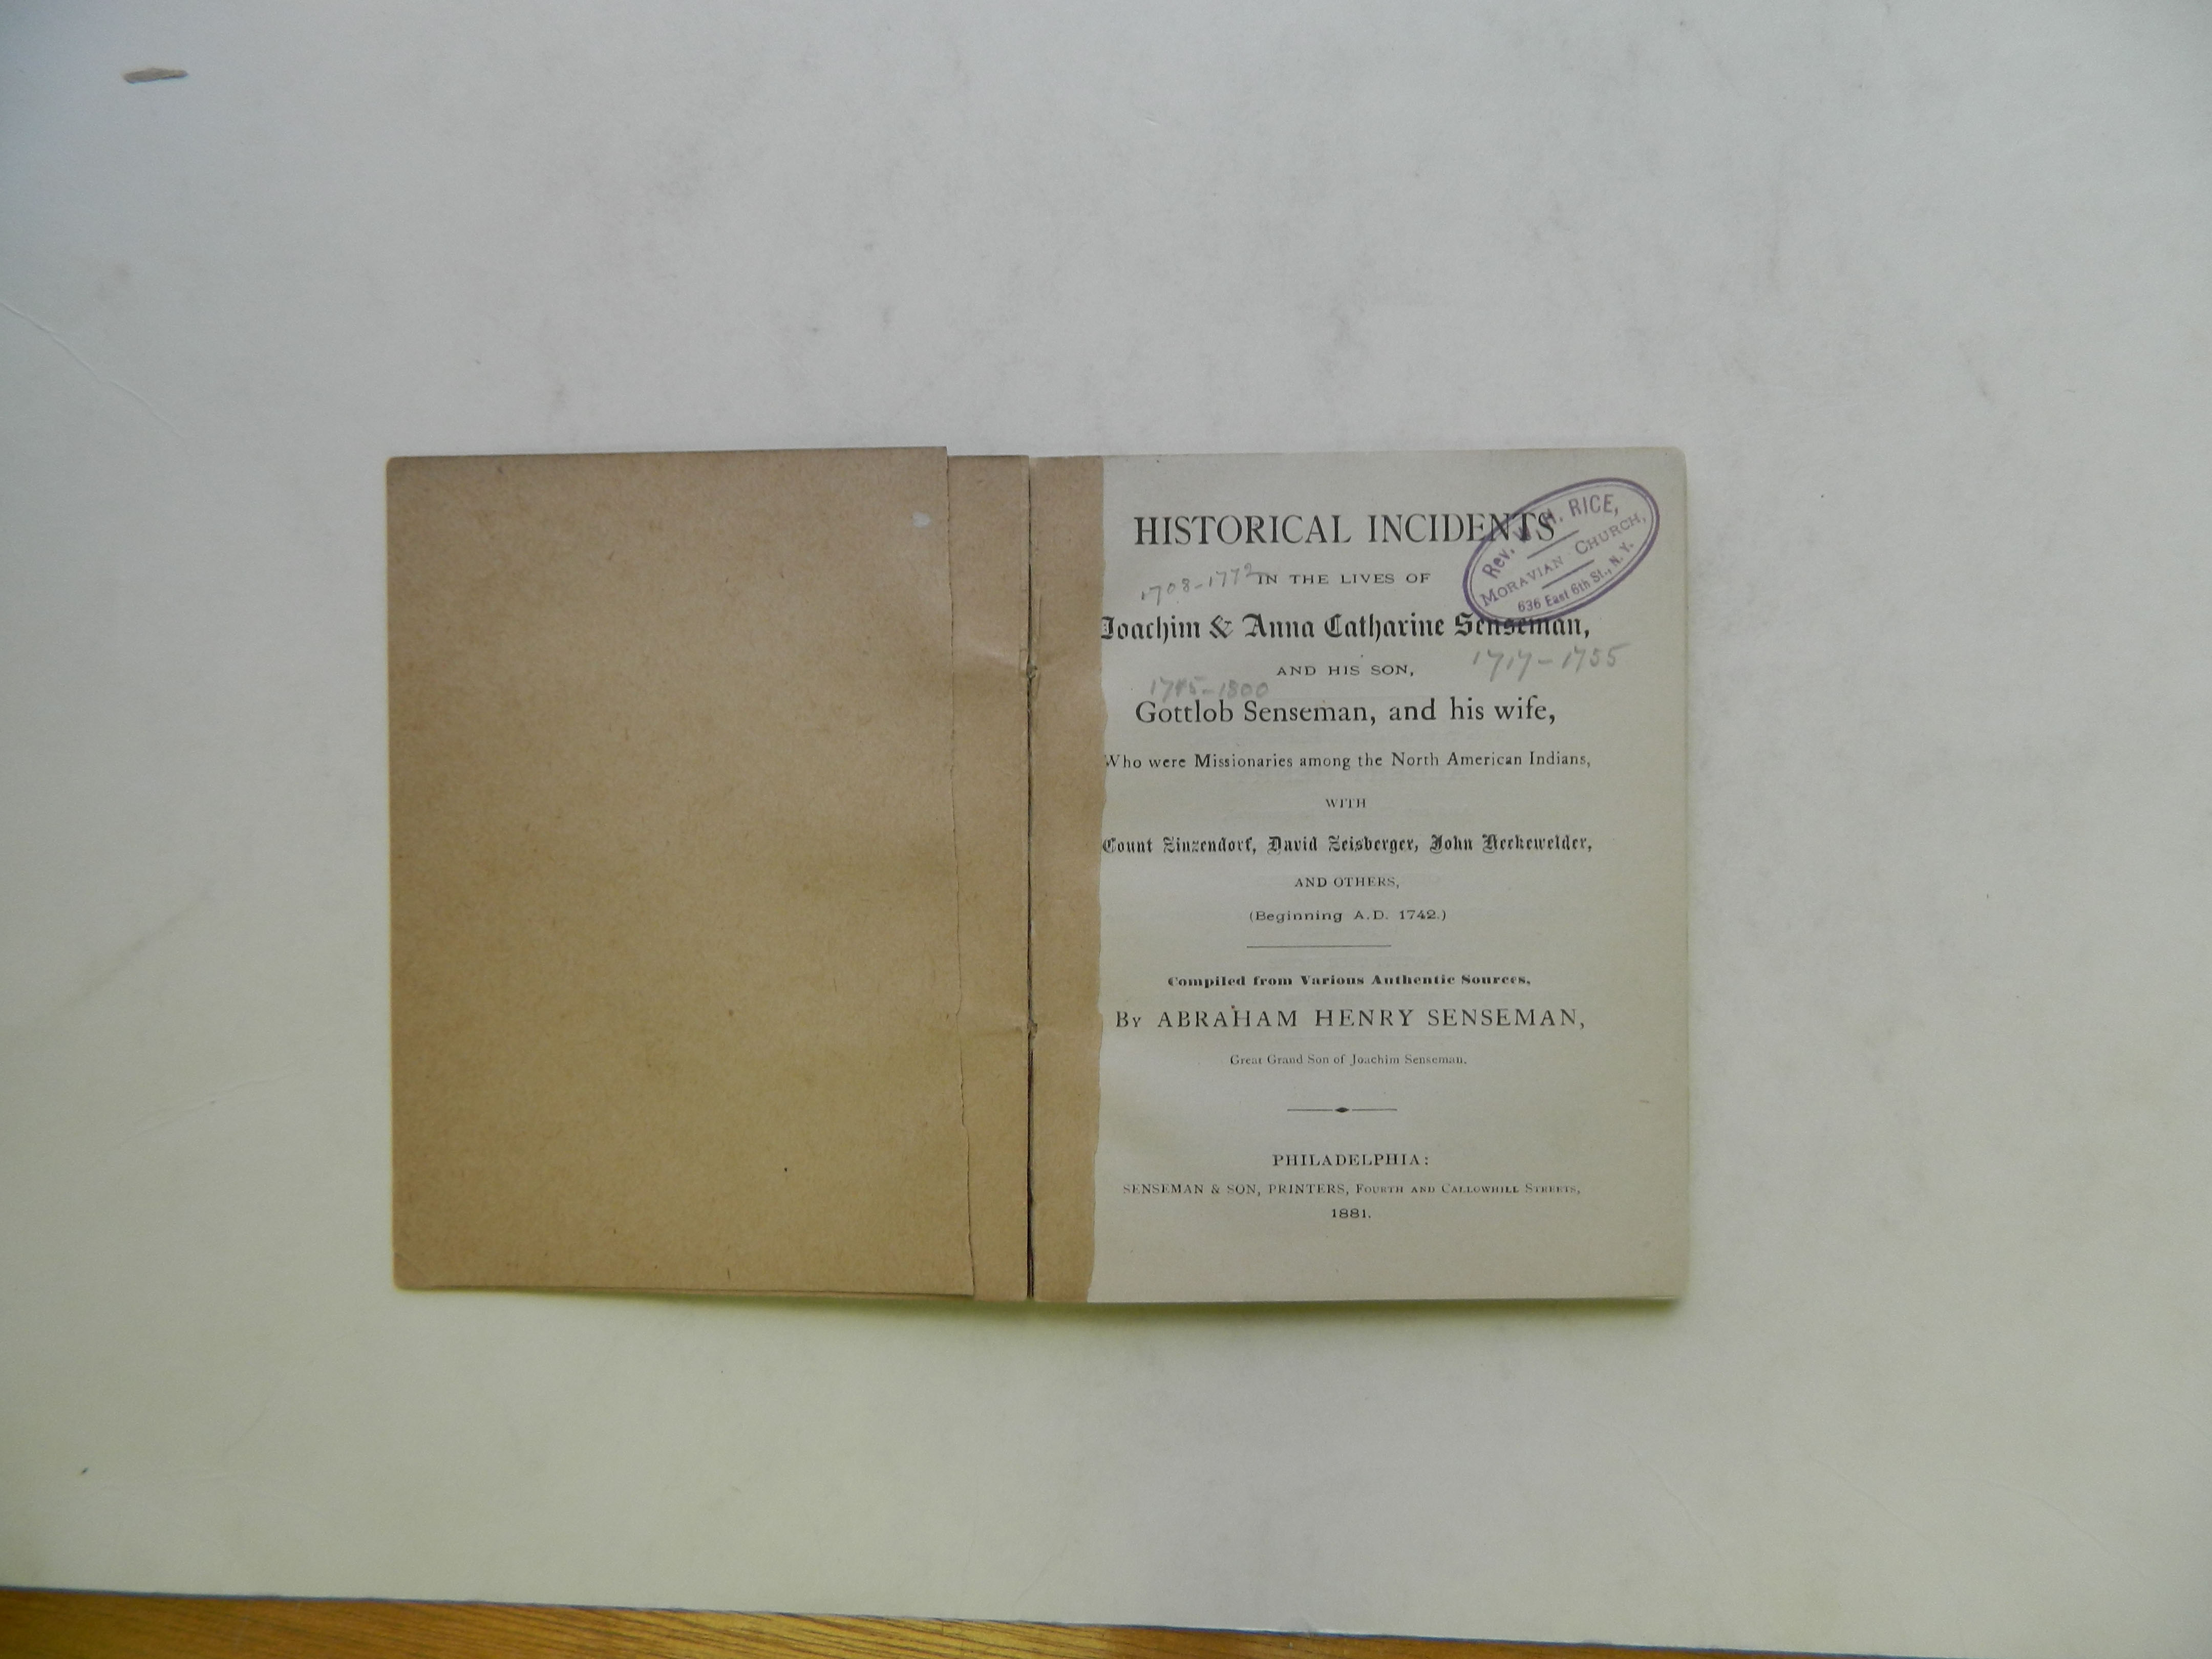 HISTORICAL INCIDENTS
Rev. W. H. RICE,
MORAVIAN CHURCH,
636 East 6th St., N. Y.
1708-1772
IN THE LIVES OF
Joachim & Anna Catharine Senseman,
1717-1755
AND HIS SON,
1745-1800
Gottlob Senseman, and his wife,
Who were Missionaries among the North American Indians,
WITH
Count Zinzendorf, David Zeisberger, John Heckewelder,
AND OTHERS,
(Beginning A.D. 1742.)
Compiled from Various Authentic Sources,
By ABRAHAM HENRY SENSEMAN,
Great Grand Son of Joachim Senseman.
PHILADELPHIA:
SENSEMAN & SON, PRINTERS, FOURTH AND CALLOWHILL STREETS,
1881.